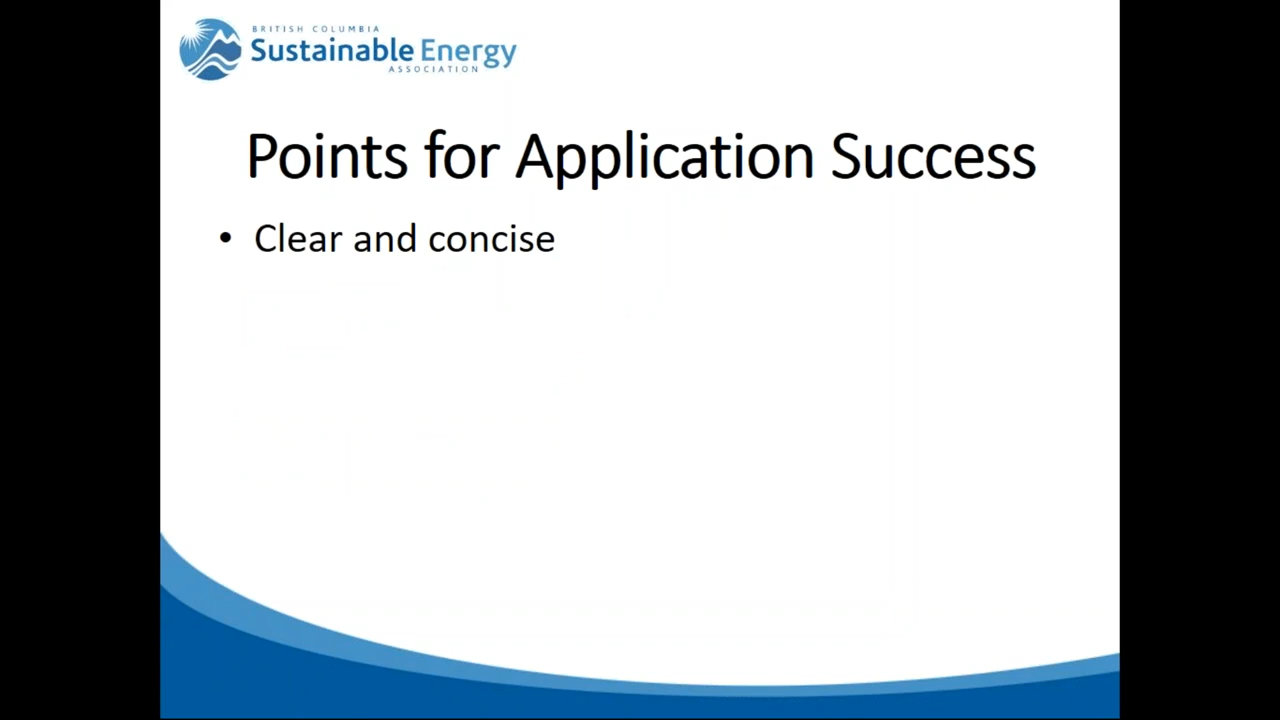 BRITISH COLUMBIA
Sustainable Energy
ASSOCIATION
Points for Application Success
• Clear and concise